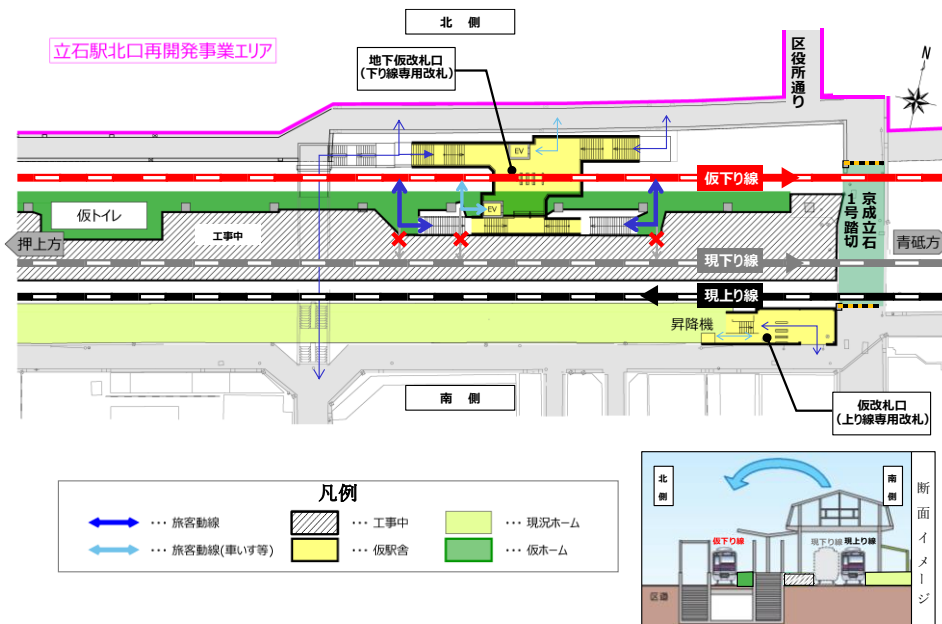 北 側
立石駅北口再開発事業エリア
地下仮改札口
(下り線専用改札)
区役所通り
N
EV
仮下り線
EV
仮トイレ
工事中
京成立石
1号踏切
押上方
青砥方
現下り線
現上り線
昇降機
南 側
仮改札口
(上り線専用改札)
凡例
… 旅客動線
… 工事中
… 現況ホーム
… 旅客動線(車いす等)
… 仮駅舎
… 仮ホーム
北側
南側
断面イメージ
仮下り線
現下り線
現上り線
区道